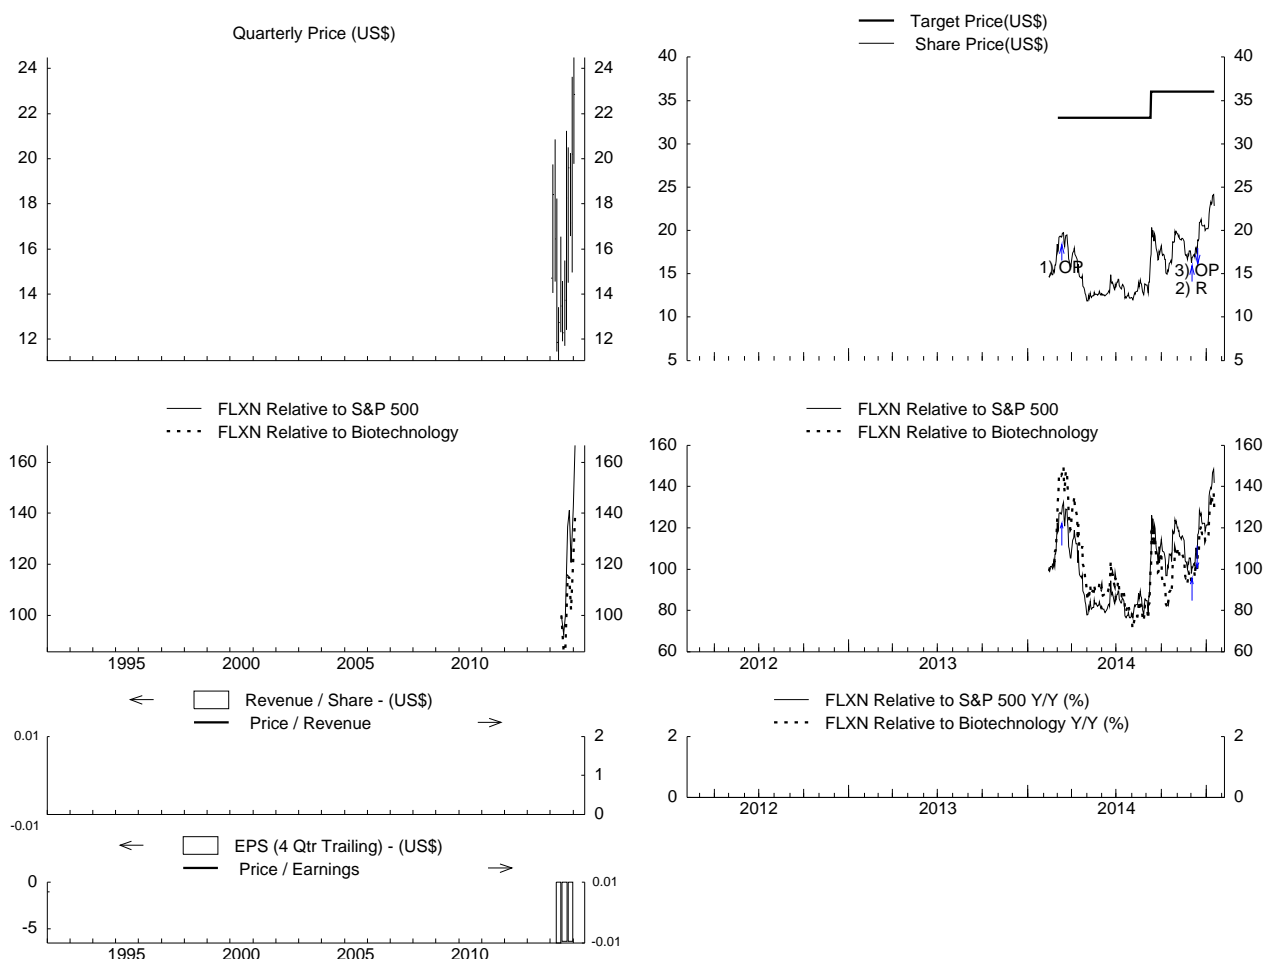 Quarterly Price (US$)
24 24
22 22
20 20
18 18
16 16
14 14
12 12
Target Price(US$)
Share Price(US$)
40 40
35 35
30 30
25 25
20 20
1) OP 3) OP
15 15
2) R
10 10
5 5
FLXN Relative to S&P 500
FLXN Relative to Biotechnology
160 160
140 140
120 120
100 100
1995 2000 2005 2010
FLXN Relative to S&P 500
FLXN Relative to Biotechnology
160 160
140 140
120 120
100 100
80 80
60 60
2012 2013 2014
Revenue / Share - (US$)
Price / Revenue
0.01 2
1
0
-0.01
FLXN Relative to S&P 500 Y/Y (%)
FLXN Relative to Biotechnology Y/Y (%)
2 2
0 0
2012 2013 2014
EPS (4 Qtr Trailing) - (US$)
Price / Earnings
0 0.01
-5
-0.01
1995 2000 2005 2010